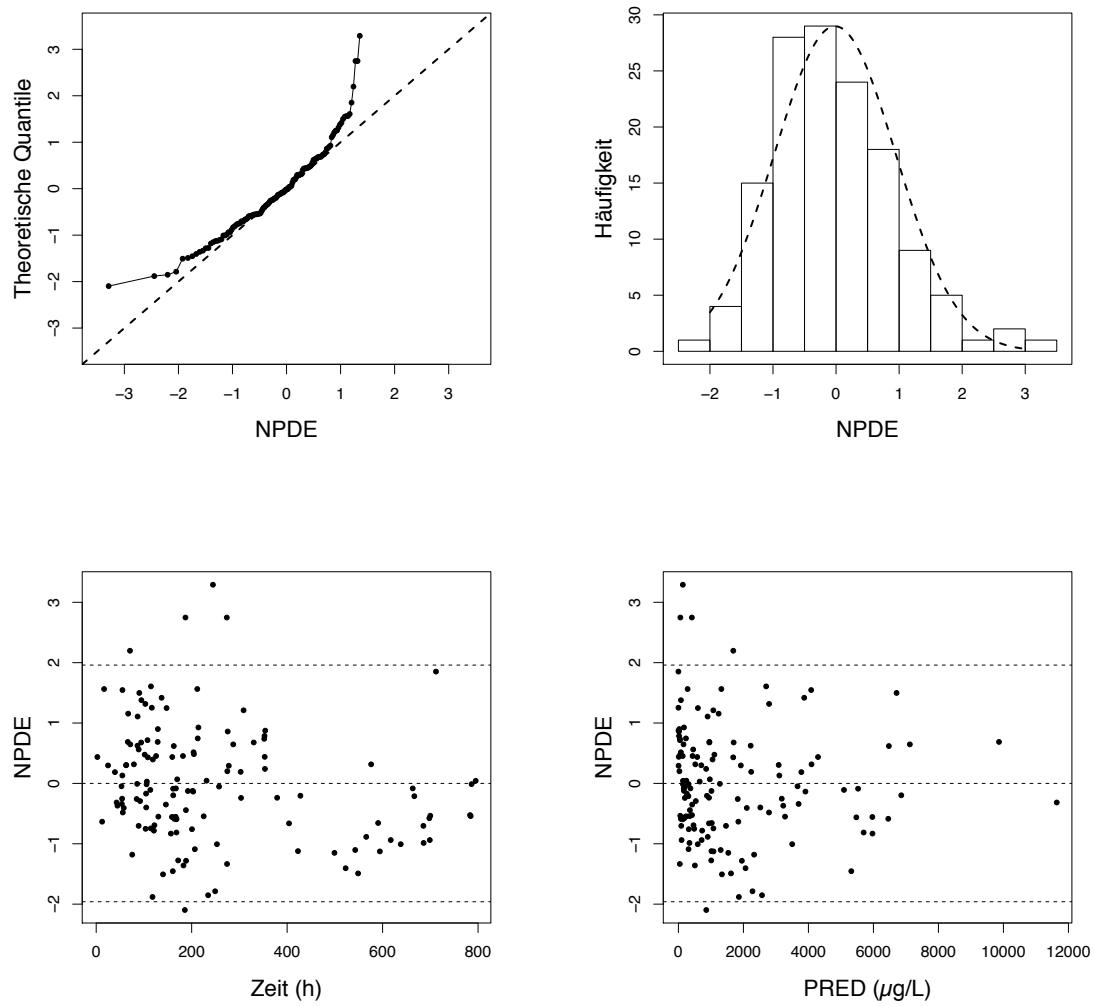 Theoretische Quantile
3
2
1
0
−1
−2
−3
−3 −2 −1 0 1 2 3
NPDE
Häufigkeit
30
25
20
15
10
5
0
−2 −1 0 1 2 3
NPDE
NPDE
3
2
1
0
−1
−2
0 200 400 600 800
Zeit (h)
NPDE
3
2
1
0
−1
−2
0 2000 4000 6000 8000 10000 12000
PRED (µg/L)